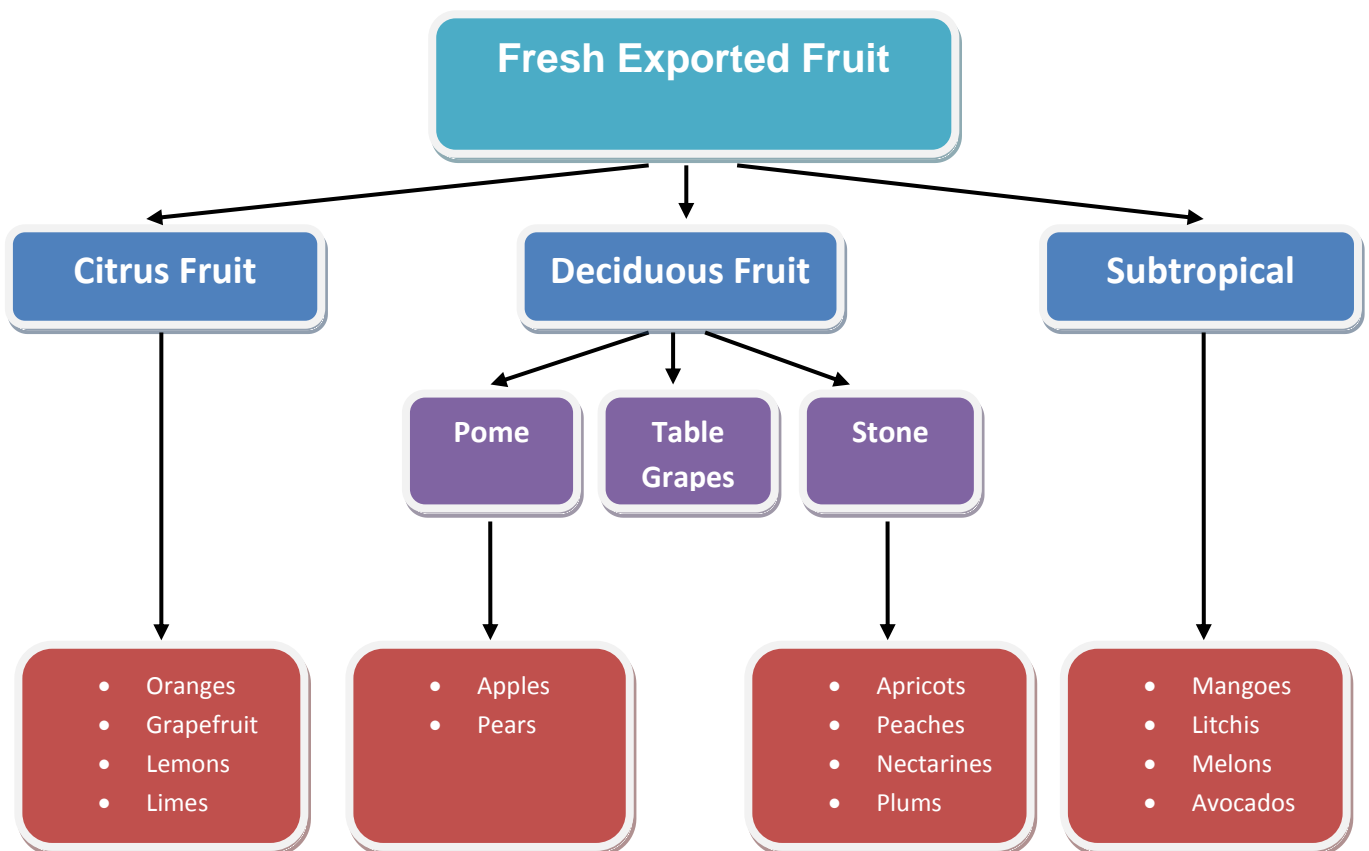 Fresh Exported Fruit
Citrus Fruit
Deciduous Fruit
Subtropical
Pome
Table
Grapes
Stone
• Oranges
• Grapefruit
• Lemons
• Limes
• Apples
• Pears
• Apricots
• Peaches
• Nectarines
• Plums
• Mangoes
• Litchis
• Melons
• Avocados